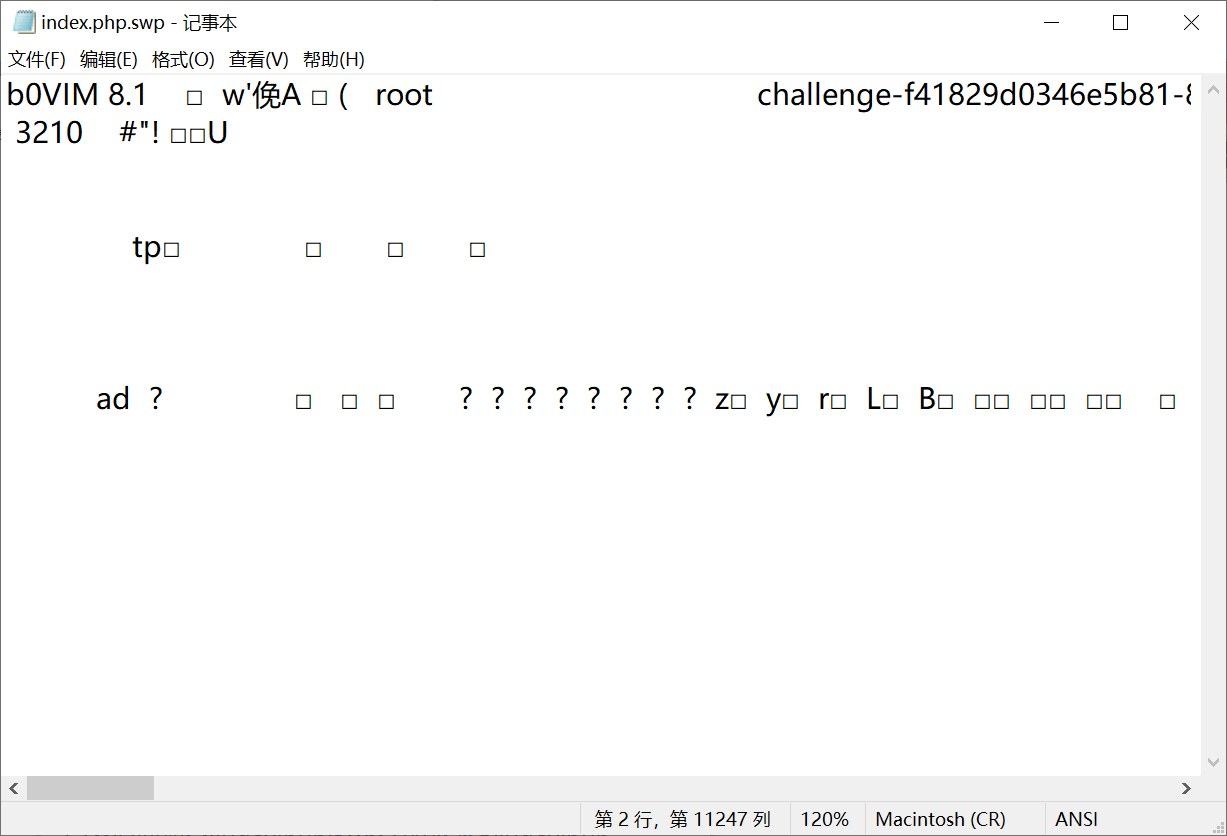 index.php.swp - 记事本
文件(F) 编辑(E) 格式(O) 查看(V) 帮助(H)
b0VIM 8.1 □ w'俛A □ ( root challenge-f41829d0346e5b81-
3210 #"! □□U
tp□ □ □ □
ad ? □ □ □ ? ? ? ? ? ? ? ? z□ y□ r□ L□ B□ □□ □□ □□ □
第 2 行，第 11247 列 120% Macintosh (CR) ANSI